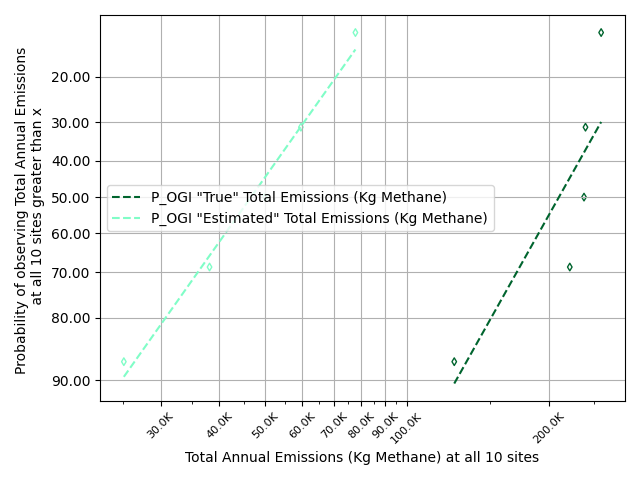 Probability of observing Total Annual Emissions
at all 10 sites greater than x
20.00
30.00
40.00
50.00
60.00
70.00
80.00
90.00
P_OGI "True" Total Emissions (Kg Methane)
P_OGI "Estimated" Total Emissions (Kg Methane)
30.0K
40.0K
50.0K
60.0K
70.0K
80.0K
90.0K
100.0K
200.0K
Total Annual Emissions (Kg Methane) at all 10 sites